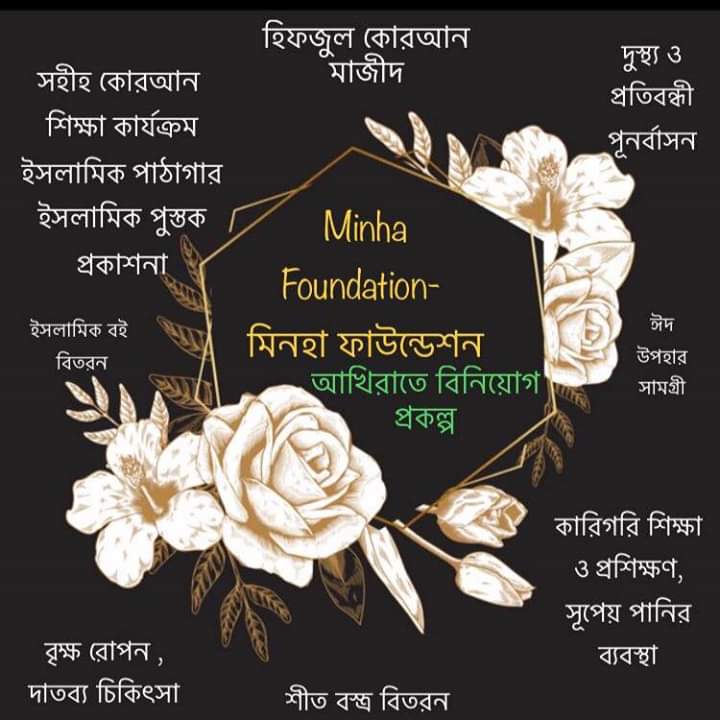 হিফজুল কোরআন
মাজীদ
সহীহ কোরআন
শিক্ষা কার্যক্রম
ইসলামিক পাঠাগার
ইসলামিক পুস্তক
প্রকাশনা
দুস্থ্য ও
প্রতিবন্ধী
পূনর্বাসন
Minha
Foundation-
মিনহা ফাউন্ডেশন
আখিরাতে বিনিয়োগ
প্রকল্প
ইসলামিক বই
বিতরন
ঈদ
উপহার
সামগ্রী
কারিগরি শিক্ষা
ও প্রশিক্ষণ,
সূপেয় পানির
ব্যবস্থা
বৃক্ষ রোপন ,
দাতব্য চিকিৎসা
শীত বস্ত্র বিতরন